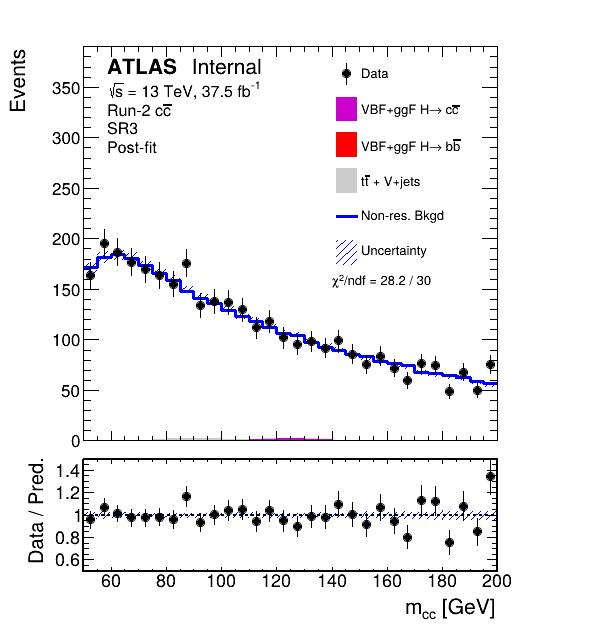 Events
ATLAS Internal
√s = 13 TeV, 37.5 fb⁻¹
Run-2 cc̅
SR3
Post-fit
Data
VBF+ggF H→ cc̅
VBF+ggF H→ bb̅
tt̅ + V+jets
Non-res. Bkgd
Uncertainty
χ²/ndf = 28.2 / 30
350
300
250
200
150
100
50
0
Data / Pred.
1.4
1.2
1
0.8
0.6
60 80 100 120 140 160 180 200
m_cc [GeV]